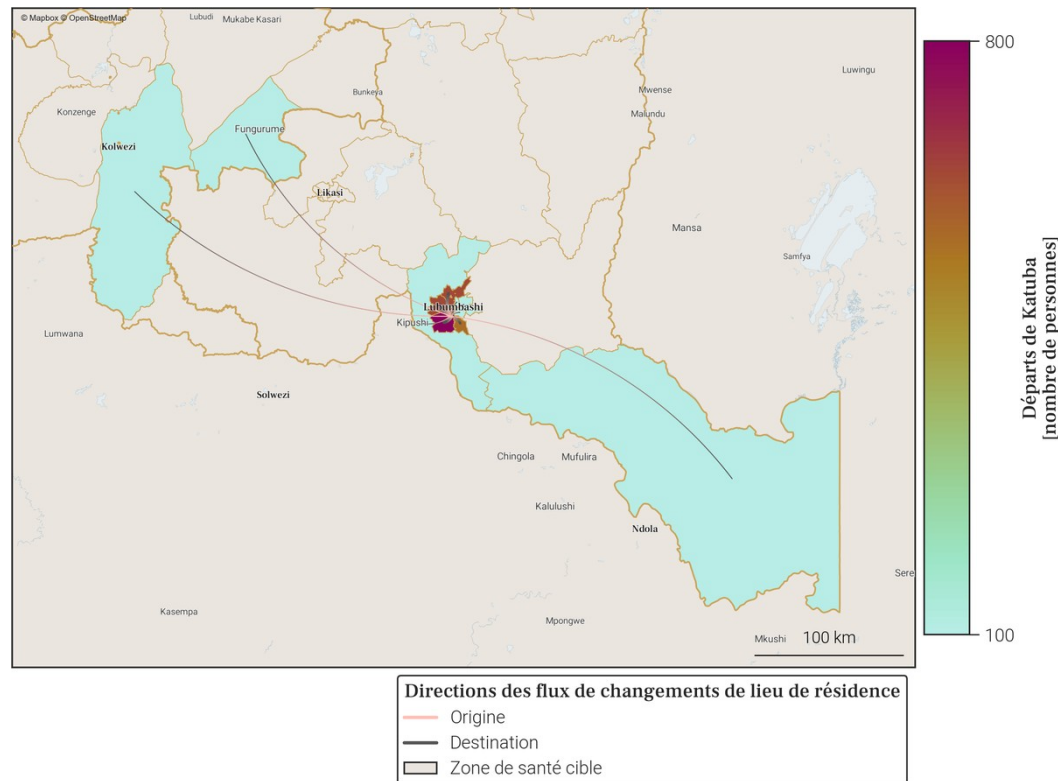 © Mapbox © OpenStreetMap
Lubudi
Mukabe Kasari
Luwingu
Bunkeya
Mwense
Konzenge
Malundu
Fungurume
Kolwezi
Likasi
Mansa
Samfya
Lubumbashi
Kipushi
Lumwana
Solwezi
Chingola
Mufulira
Kalulushi
Ndola
Sere
Kasempa
Mpongwe
Mkushi
100 km
800
100
Départs de Katuba
[nombre de personnes]
Directions des flux de changements de lieu de résidence
Origine
Destination
Zone de santé cible